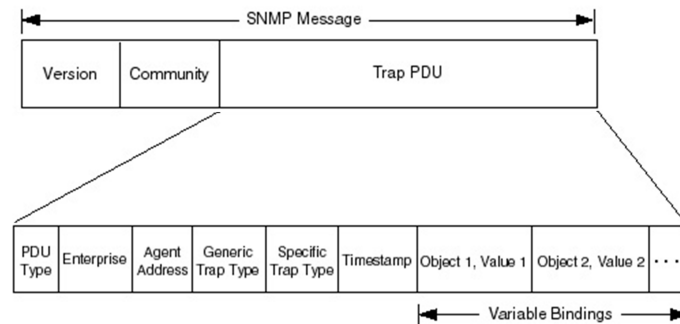 SNMP Message
Version
Community
Trap PDU
PDU
Type
Enterprise
Agent
Address
Generic
Trap Type
Specific
Trap Type
Timestamp
Object 1, Value 1
Object 2, Value 2
...
Variable Bindings